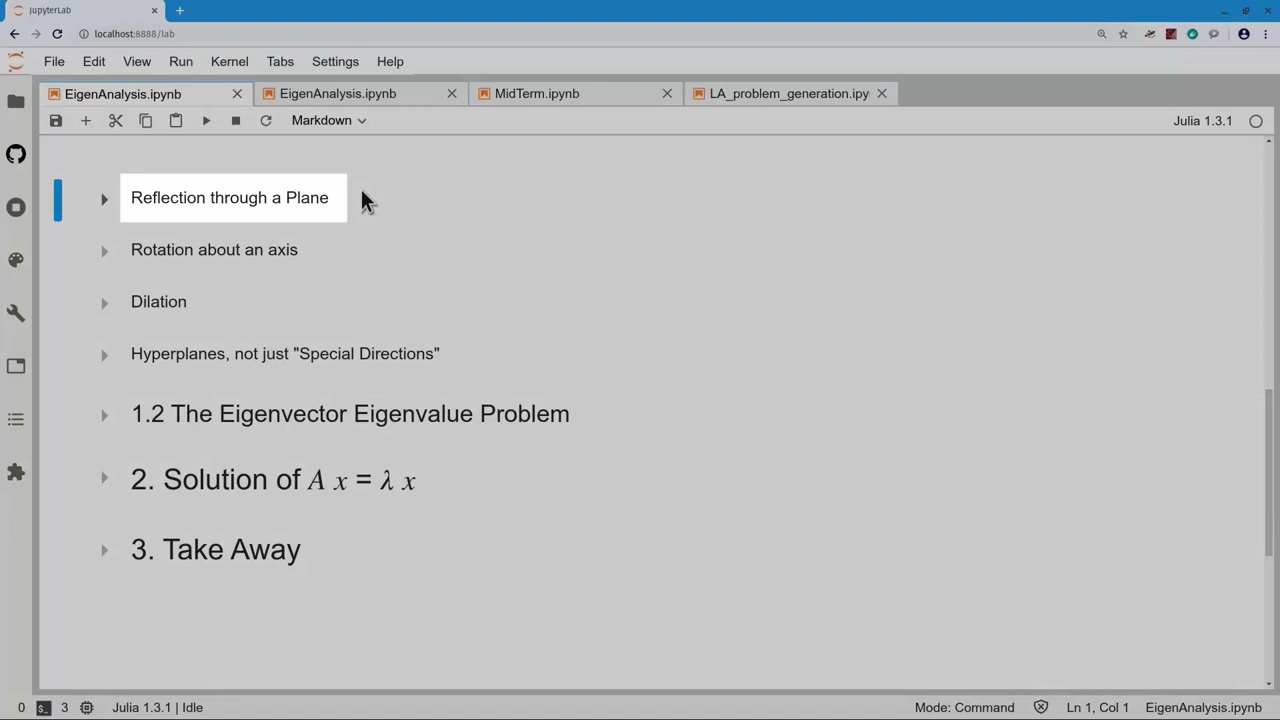 JupyterLab
localhost:8888/lab
File Edit View Run Kernel Tabs Settings Help
EigenAnalysis.ipynb EigenAnalysis.ipynb MidTerm.ipynb LA_problem_generation.ipy
Markdown Julia 1.3.1
Reflection through a Plane
Rotation about an axis
Dilation
Hyperplanes, not just "Special Directions"
1.2 The Eigenvector Eigenvalue Problem
2. Solution of A x = λ x
3. Take Away
0 $_ 3 Julia 1.3.1 | Idle Mode: Command Ln 1, Col 1 EigenAnalysis.ipynb